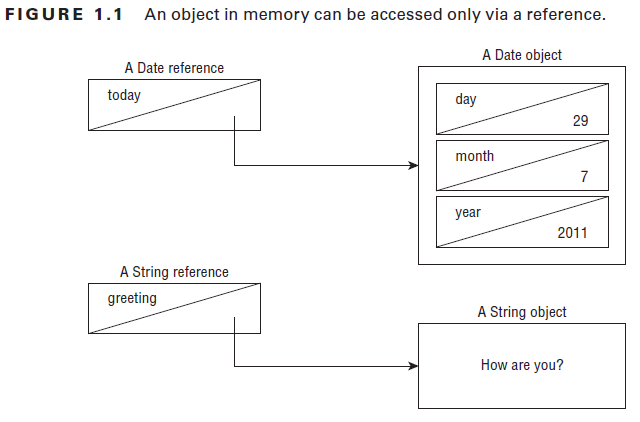 FIGURE 1.1 An object in memory can be accessed only via a reference.
A Date reference
today
A Date object
day
29
month
7
year
2011
A String reference
greeting
A String object
How are you?